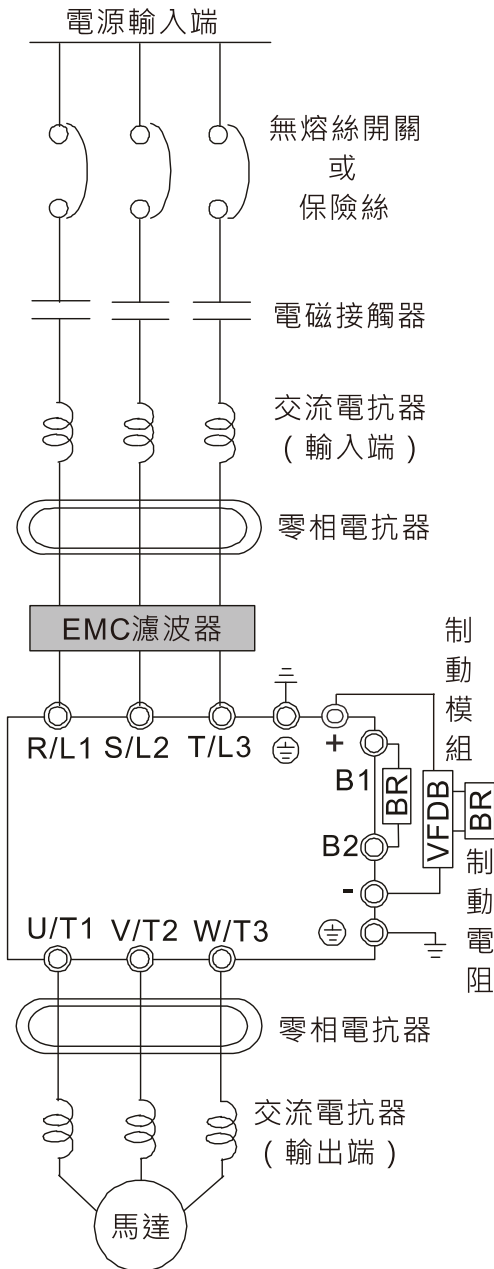 電源輸入端
無熔絲開關
或
保險絲
電磁接觸器
交流電抗器
(輸入端)
零相電抗器
EMC濾波器
制動模組
R/L1 S/L2 T/L3
+
B1
BR
VFDB
BR
B2
-
制動電阻
U/T1 V/T2 W/T3
零相電抗器
交流電抗器
(輸出端)
馬達